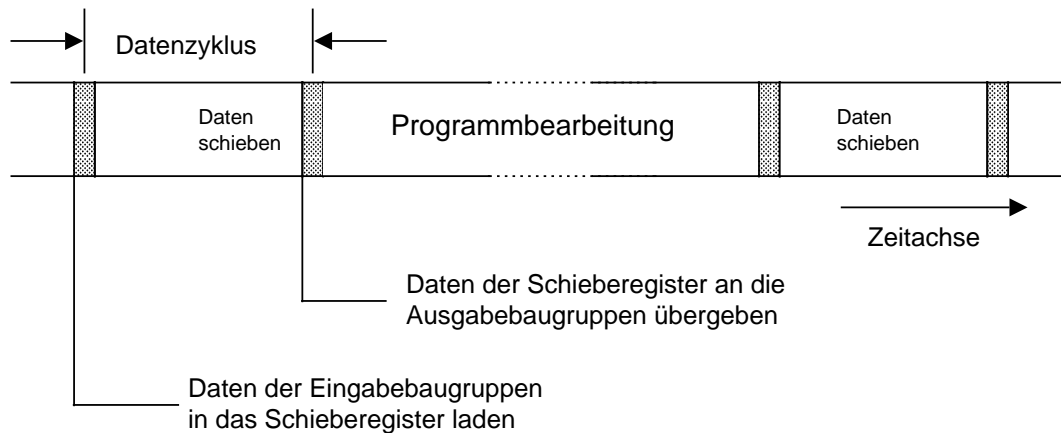 Datenzyklus
Daten
schieben
Programmbearbeitung
Daten
schieben
Zeitachse
Daten der Schieberegister an die
Ausgabebaugruppen übergeben
Daten der Eingabebaugruppen
in das Schieberegister laden